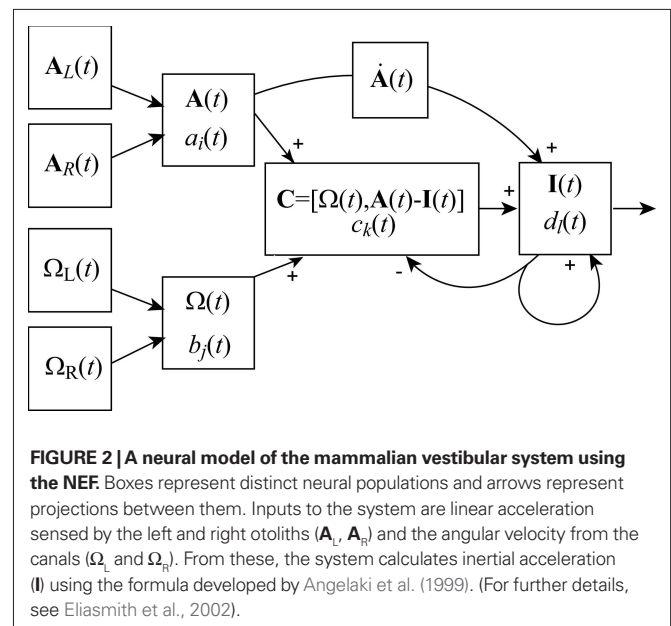 A_L(t)
A_R(t)
A(t)
a_i(t)
Ȧ(t)
Ω_L(t)
Ω_R(t)
Ω(t)
b_j(t)
+
+
C=[Ω(t),A(t)-I(t)]
c_k(t)
+
+
-
+
I(t)
d_l(t)
FIGURE 2 | A neural model of the mammalian vestibular system using
the NEF. Boxes represent distinct neural populations and arrows represent
projections between them. Inputs to the system are linear acceleration
sensed by the left and right otoliths (A_L, A_R) and the angular velocity from the
canals (Ω_L and Ω_R). From these, the system calculates inertial acceleration
(I) using the formula developed by Angelaki et al. (1999). (For further details,
see Eliasmith et al., 2002).